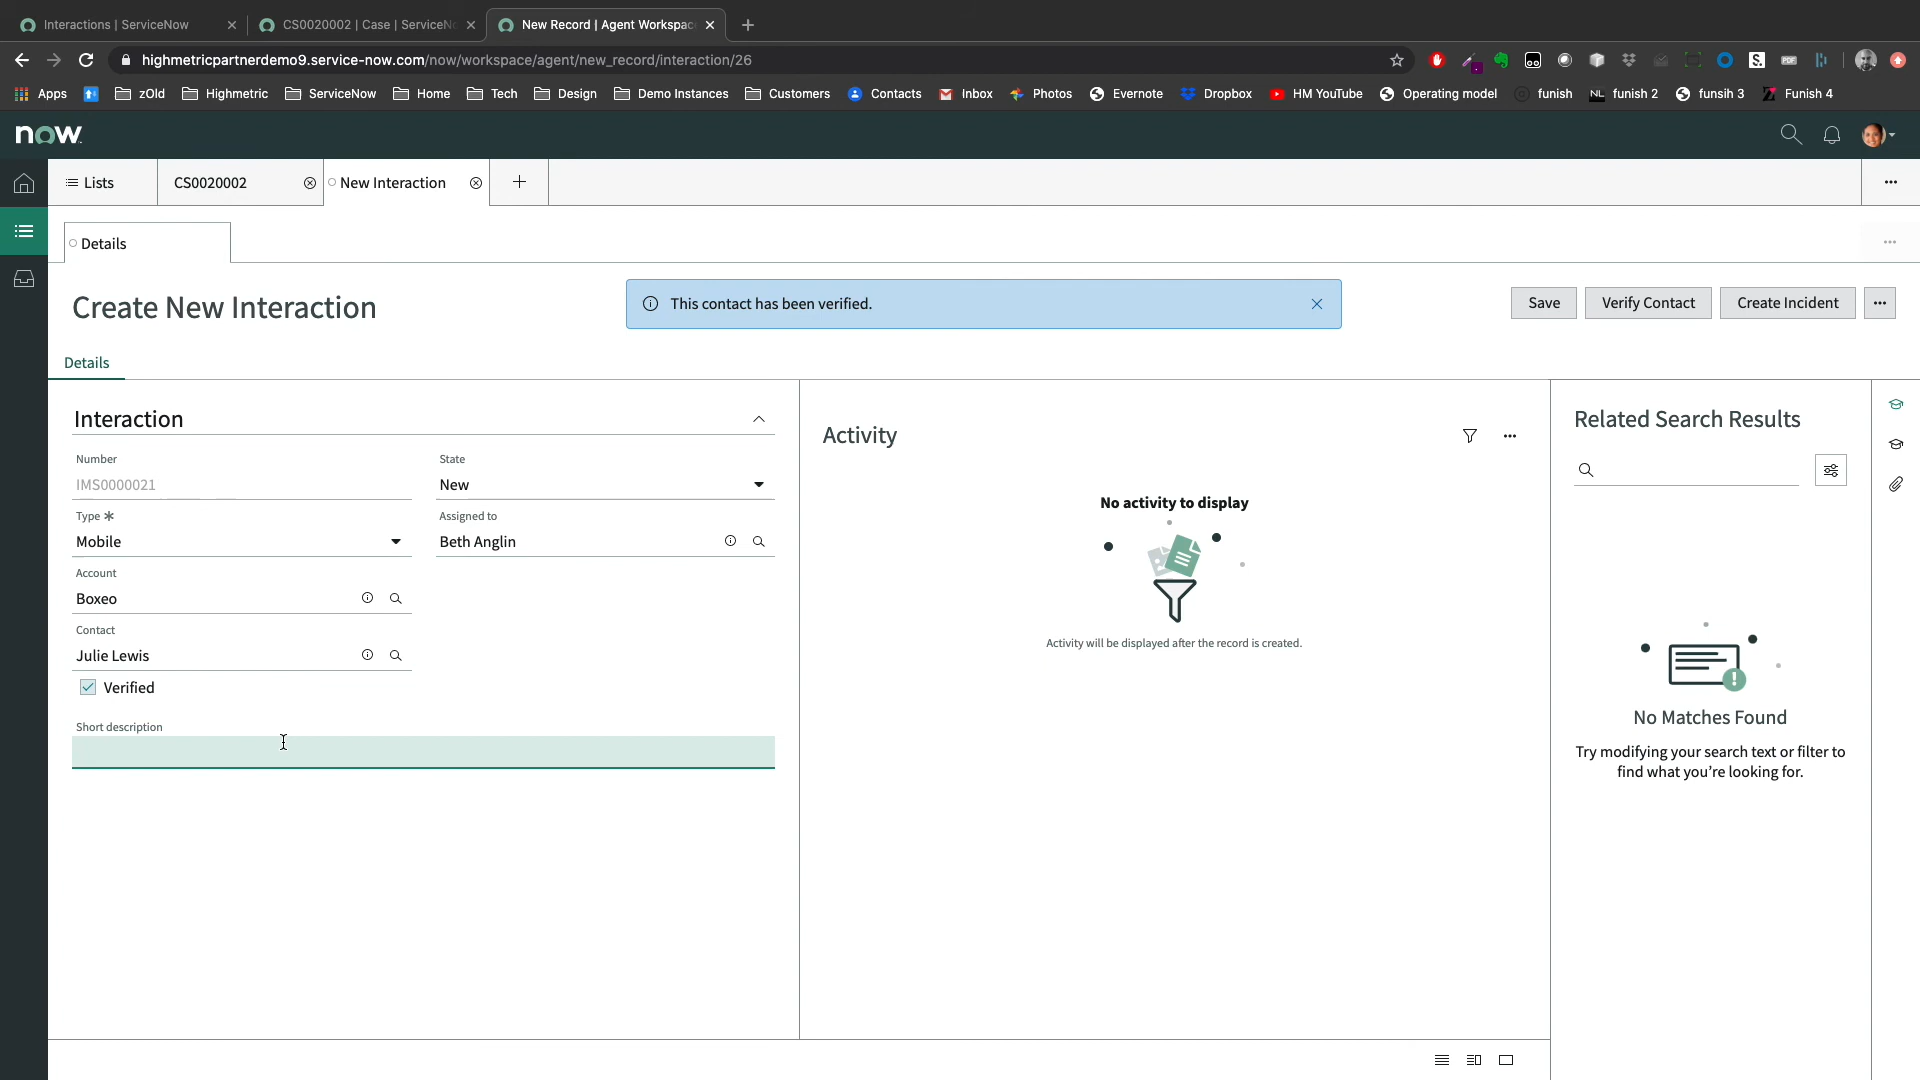 Interactions | ServiceNow
CS0020002 | Case | ServiceNo
New Record | Agent Workspac
highmetricpartnerdemo9.service-now.com/now/workspace/agent/new_record/interaction/26
Apps zOld Highmetric ServiceNow Home Tech Design Demo Instances Customers Contacts Inbox Photos Evernote Dropbox HM YouTube Operating model funish NL funish 2 funsih 3 Funish 4
now
Lists
CS0020002
New Interaction
Details
Create New Interaction
This contact has been verified.
Save
Verify Contact
Create Incident
Details
Interaction
Number
IMS0000021
State
New
Type
Mobile
Assigned to
Beth Anglin
Account
Boxeo
Contact
Julie Lewis
Verified
Short description
Activity
No activity to display
Activity will be displayed after the record is created.
Related Search Results
No Matches Found
Try modifying your search text or filter to
find what you’re looking for.